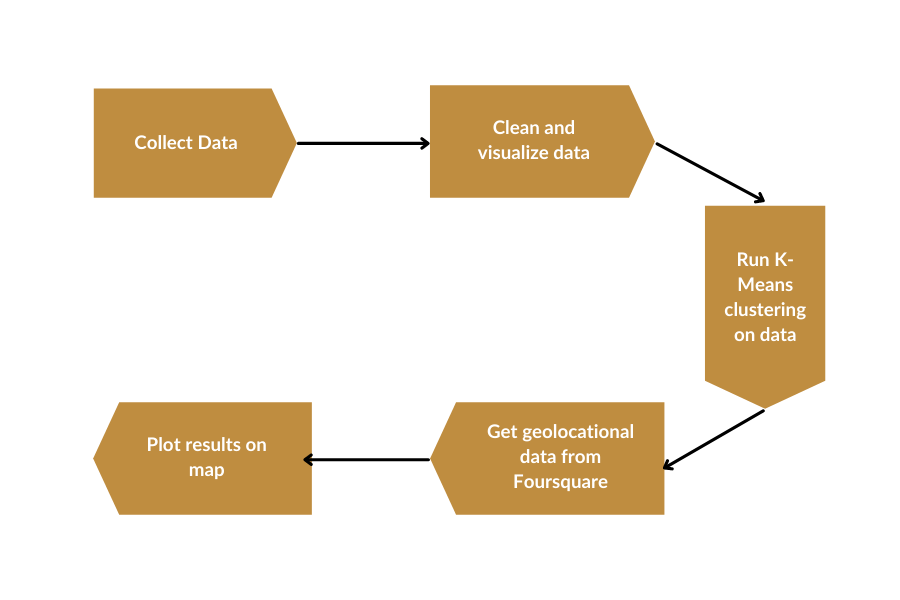 Collect Data
Clean and
visualize data
Run K-
Means
clustering
on data
Get geolocational
data from
Foursquare
Plot results on
map